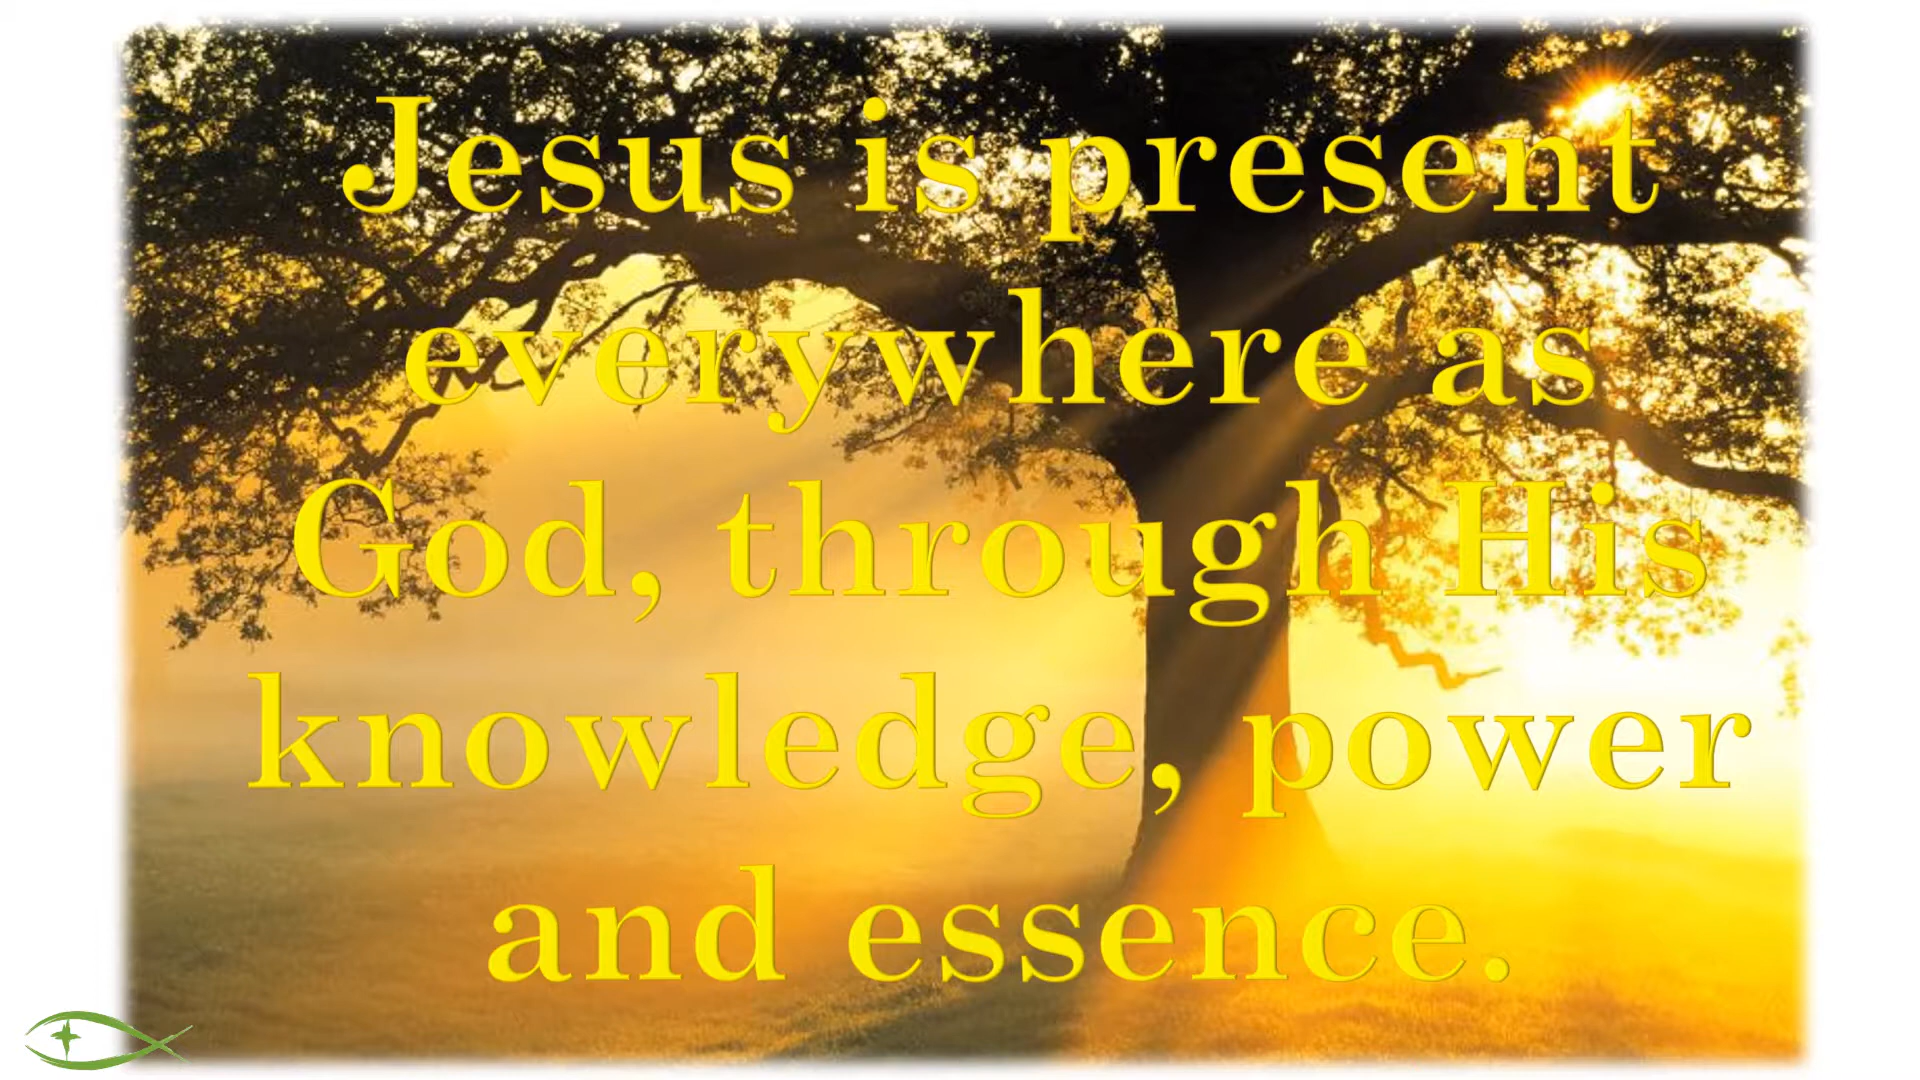 Jesus is present
everywhere as
God, through His
knowledge, power
and essence.